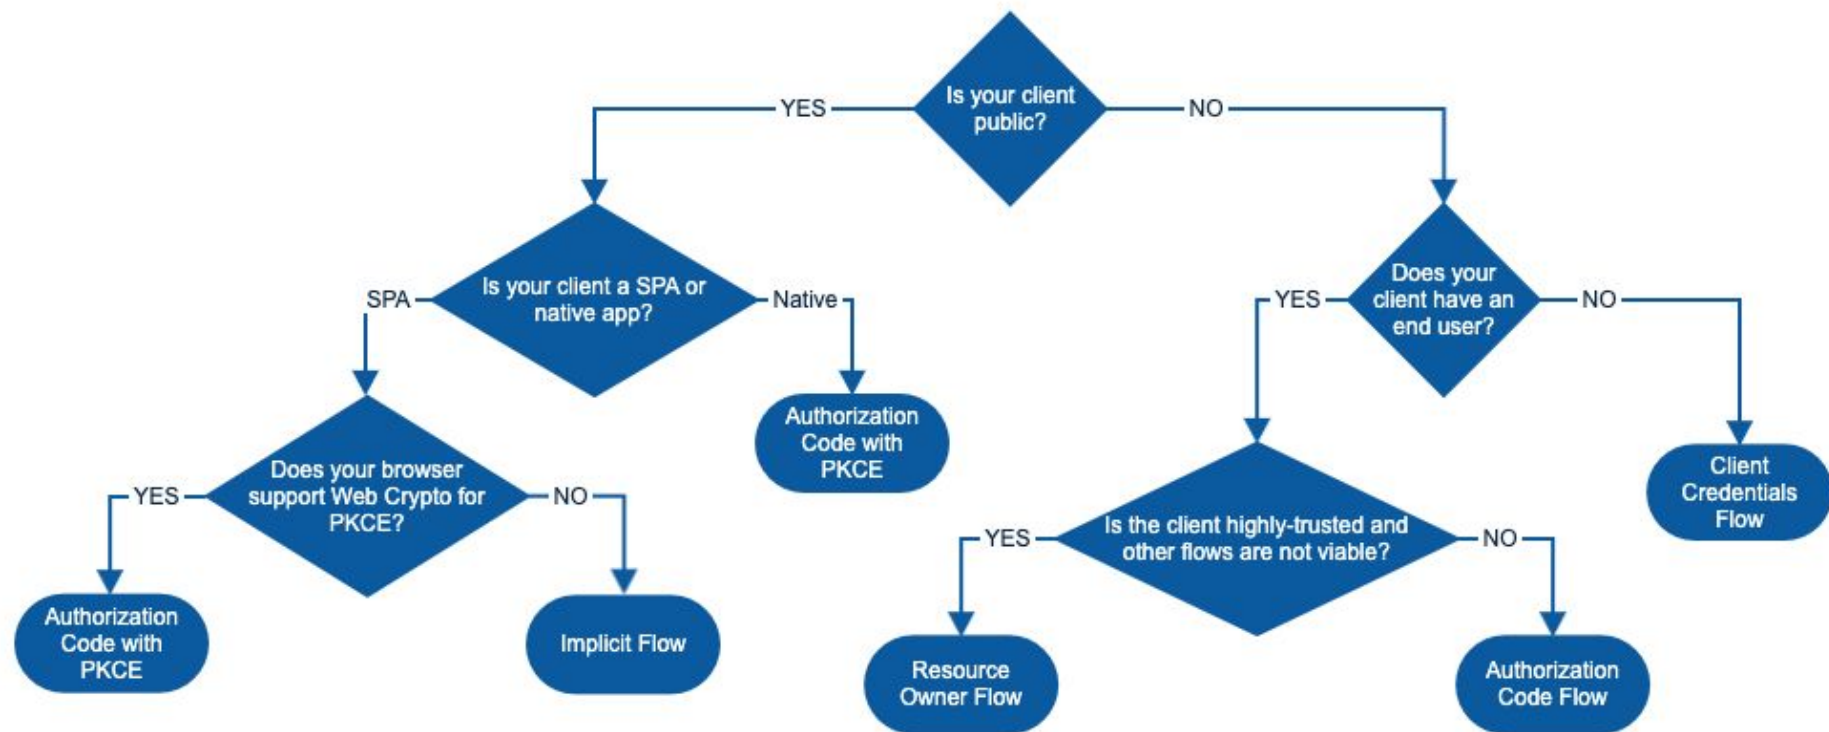 Is your client
public?
YES
NO
Is your client a SPA or
native app?
SPA
Native
Does your
client have an
end user?
YES
NO
Authorization
Code with
PKCE
Does your browser
support Web Crypto for
PKCE?
YES
NO
Client
Credentials
Flow
Is the client highly-trusted and
other flows are not viable?
YES
NO
Authorization
Code with
PKCE
Implicit Flow
Resource
Owner Flow
Authorization
Code Flow